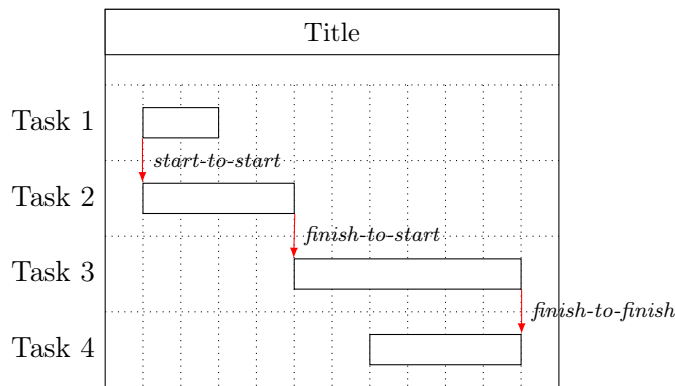 Title
Task 1
start-to-start
Task 2
finish-to-start
Task 3
finish-to-finish
Task 4